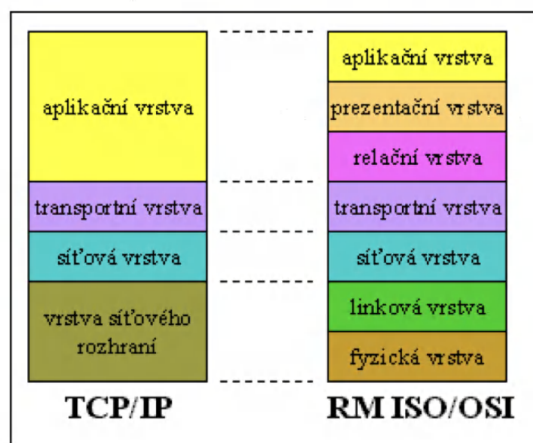 aplikační vrstva
transportní vrstva
síťová vrstva
vrstva síťového
rozhraní
TCP/IP
aplikační vrstva
prezentační vrstva
relační vrstva
transportní vrstva
síťová vrstva
linková vrstva
fyzická vrstva
RM ISO/OSI